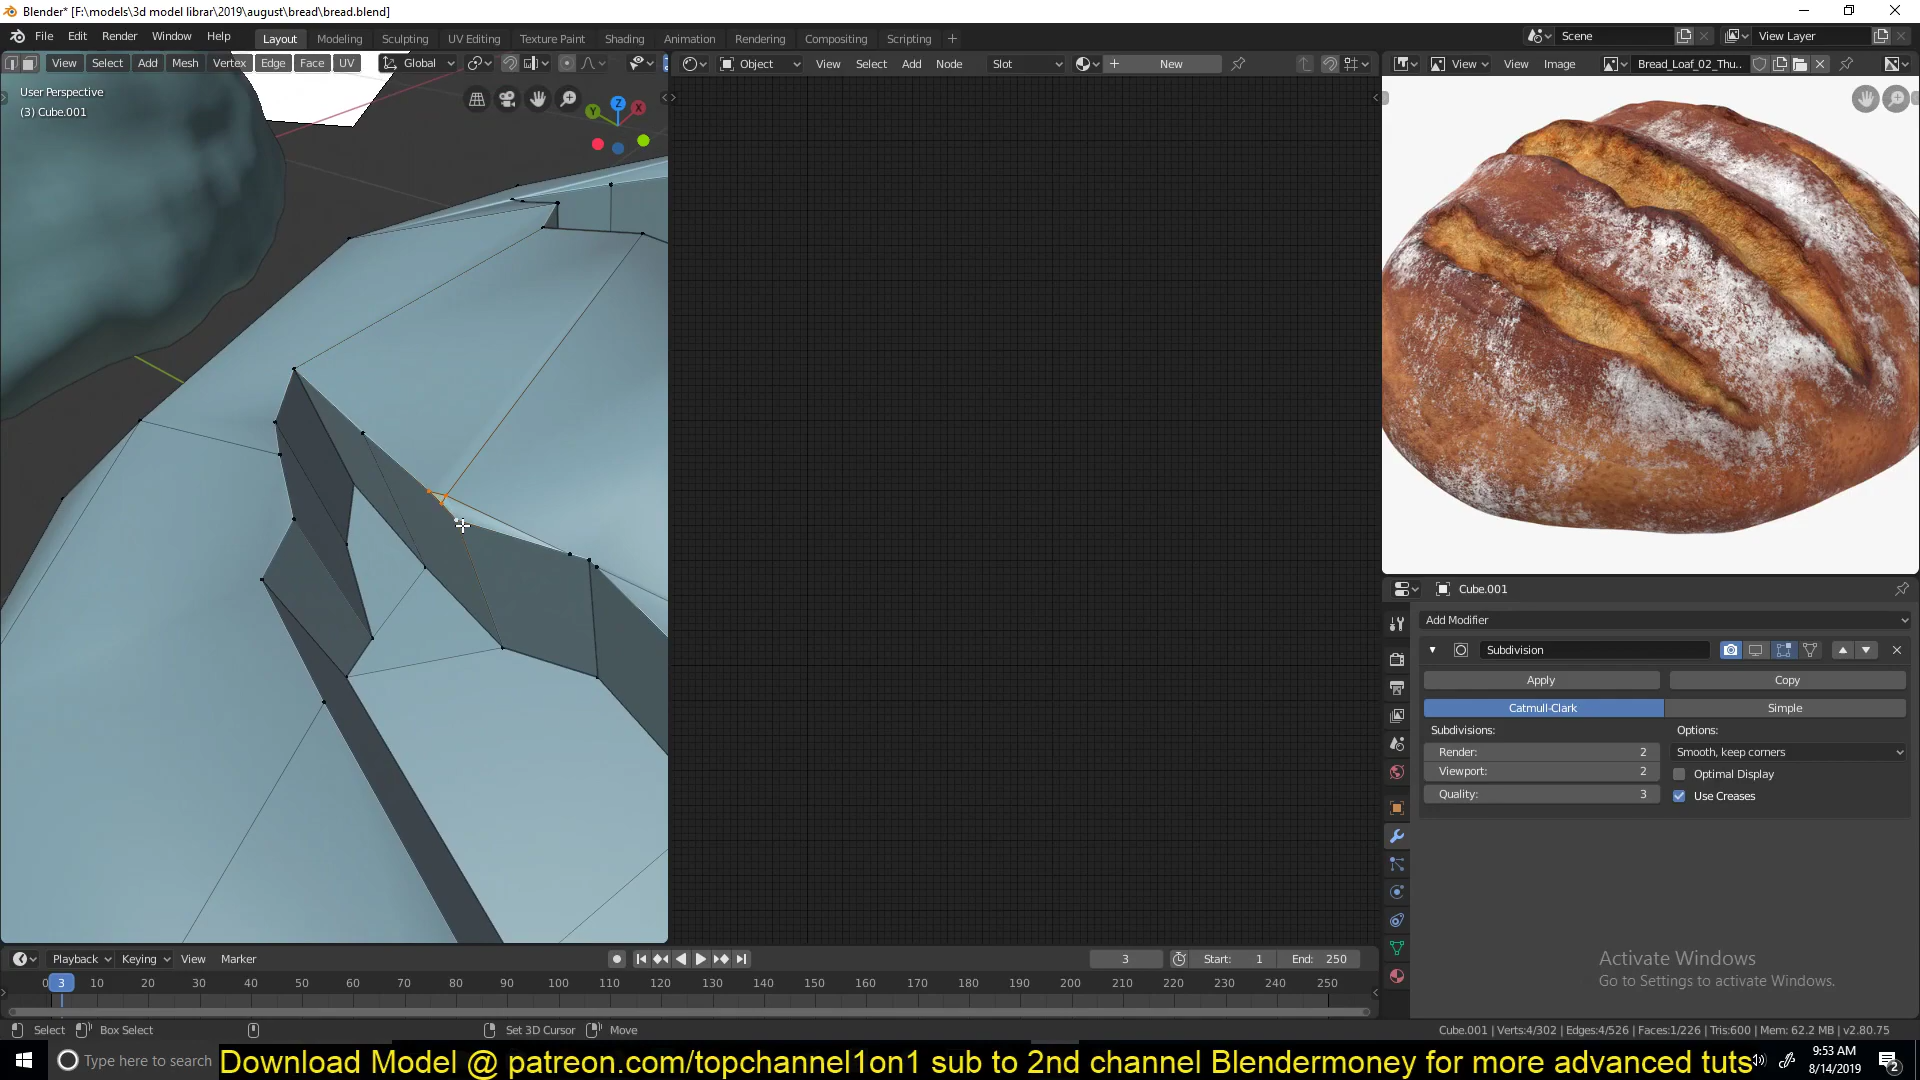 Blender* [F:\models\3d model librar\2019\august\bread\bread.blend]
File Edit Render Window Help
Layout Modeling Sculpting UV Editing Texture Paint Shading Animation Rendering Compositing Scripting
Scene
View Layer
View Select Add Mesh Vertex Edge Face UV Global
Object View Select Add Node Slot New
View View Image Bread_Loaf_02_Thu..
User Perspective
(3) Cube.001
Z
Y
X
Cube.001
Add Modifier
Subdivision
Apply Copy
Catmull-Clark Simple
Subdivisions: Options:
Render: 2 Smooth, keep corners
Viewport: 2 Optimal Display
Quality: 3 Use Creases
Activate Windows
Go to Settings to activate Windows.
Playback Keying View Marker 3 Start: 1 End: 250
0 3 10 20 30 40 50 60 70 80 90 100 110 120 130 140 150 160 170 180 190 200 210 220 230 240 250
Select Box Select Set 3D Cursor Move
Cube.001 | Verts:4/302 | Edges:4/526 | Faces:1/226 | Tris:600 | Mem: 62.2 MB | v2.80.75
Type here to search
Download Model @ patreon.com/topchannel1on1 sub to 2nd channel Blendermoney for more advanced tuts
9:53 AM
8/14/2019
2